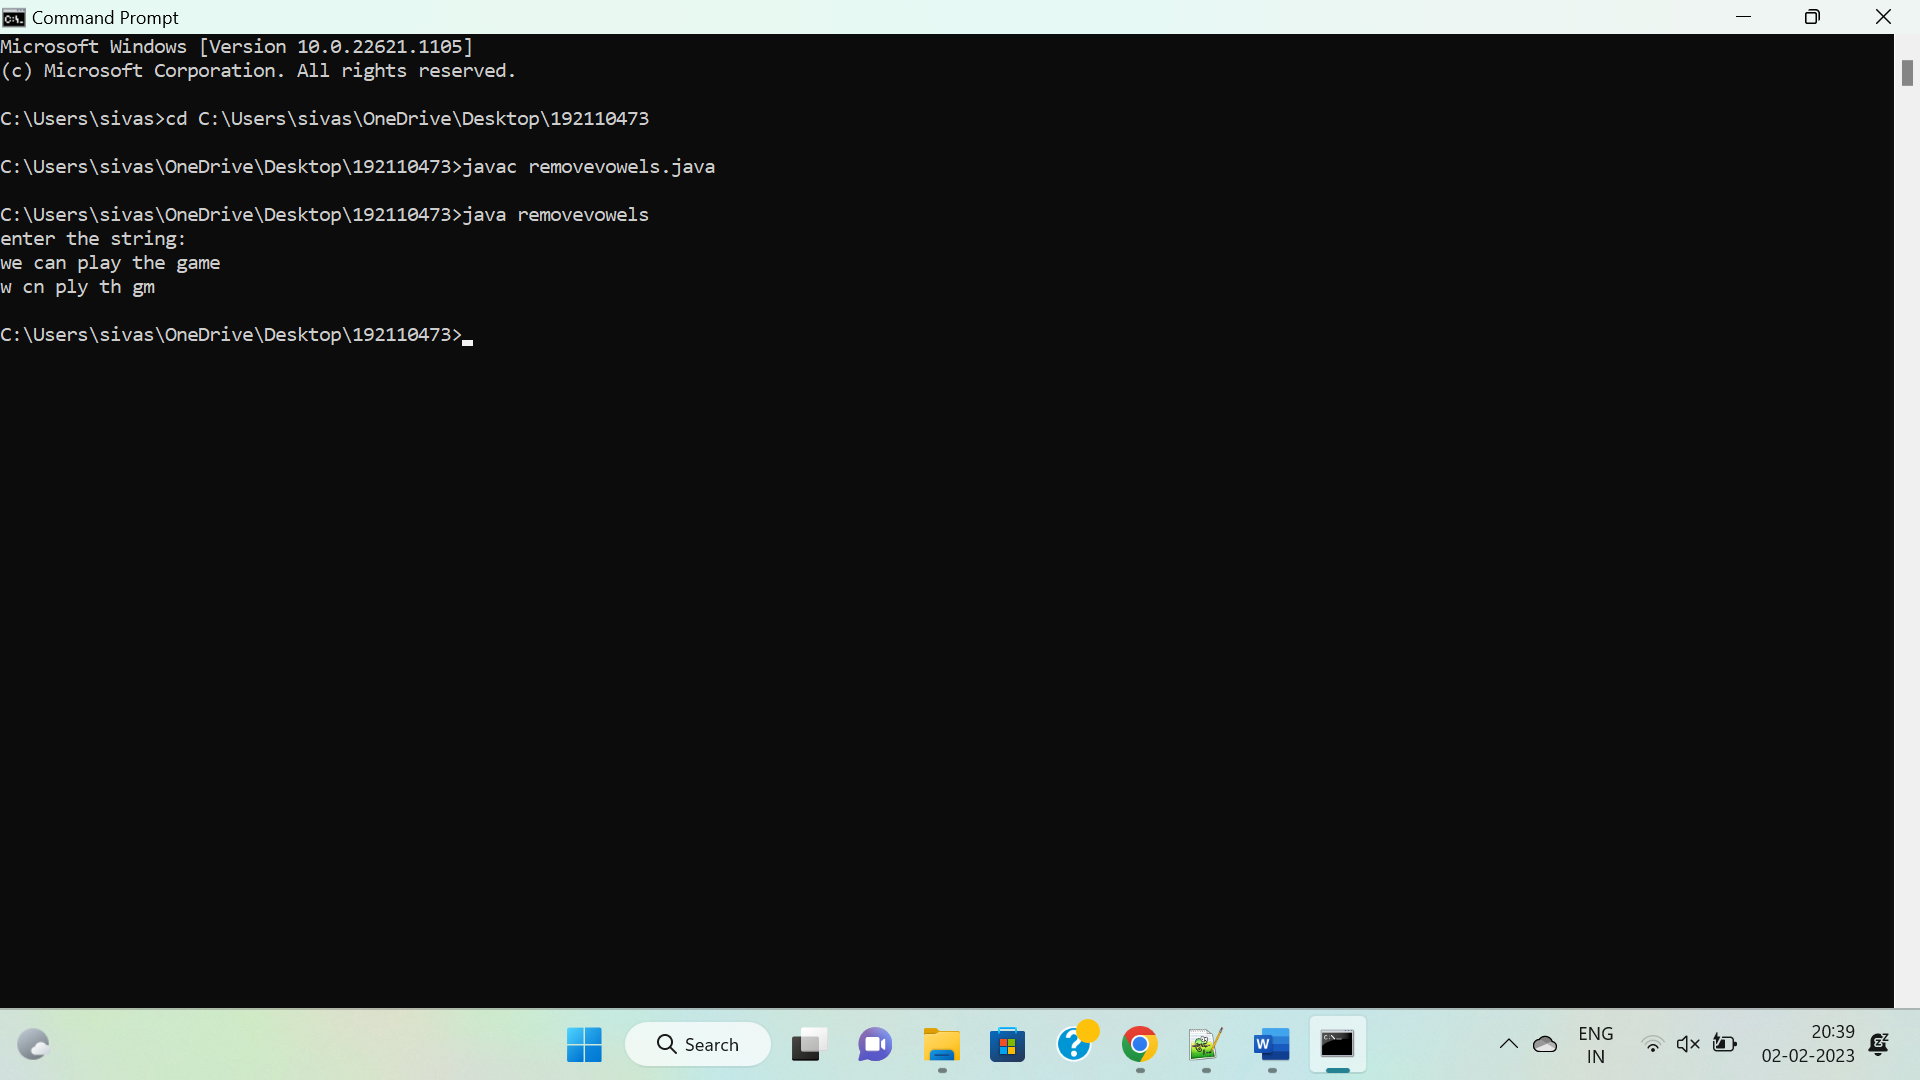 Command Prompt
Microsoft Windows [Version 10.0.22621.1105]
(c) Microsoft Corporation. All rights reserved.
C:\Users\sivas>cd C:\Users\sivas\OneDrive\Desktop\192110473
C:\Users\sivas\OneDrive\Desktop\192110473>javac removevowels.java
C:\Users\sivas\OneDrive\Desktop\192110473>java removevowels
enter the string:
we can play the game
w cn ply th gm
C:\Users\sivas\OneDrive\Desktop\192110473>
Search
ENG
IN
20:39
02-02-2023